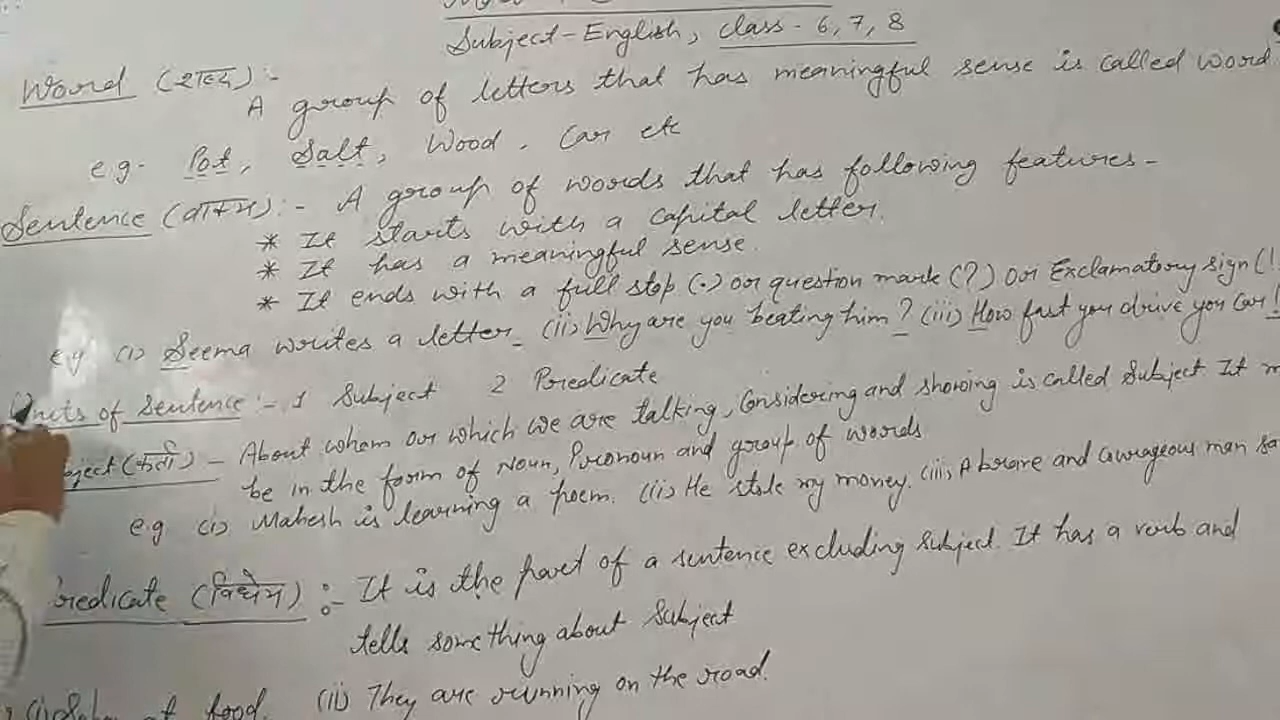 Subject-English, class - 6, 7, 8
Word (शब्द) :-
A group of letters that has meaningful sense is called word
e.g- Pot, Salt, Wood, Car etc
Sentence (वाक्य) :- A group of words that has following features -
* It starts with a capital letter.
* It has a meaningful sense.
* It ends with a full stop (.) or question mark (?) or Exclamatory sign (!
e.g (i) Seema writes a letter. (ii) Why are you beating him ? (iii) How fast you drive you Car !
Units of Sentence :- 1 Subject 2 Predicate
ject (कर्ता) - About whom or which we are talking, Considering and showing is called Subject It m
be in the form of Noun, Pronoun and group of words
e.g (i) Mahesh is learning a poem. (ii) He stole my money. (iii) A brave and Courageous man sa
redicate (विधेय) :- It is the part of a sentence excluding Subject. It has a verb and
tells something about Subject
food. (ii) They are running on the road.